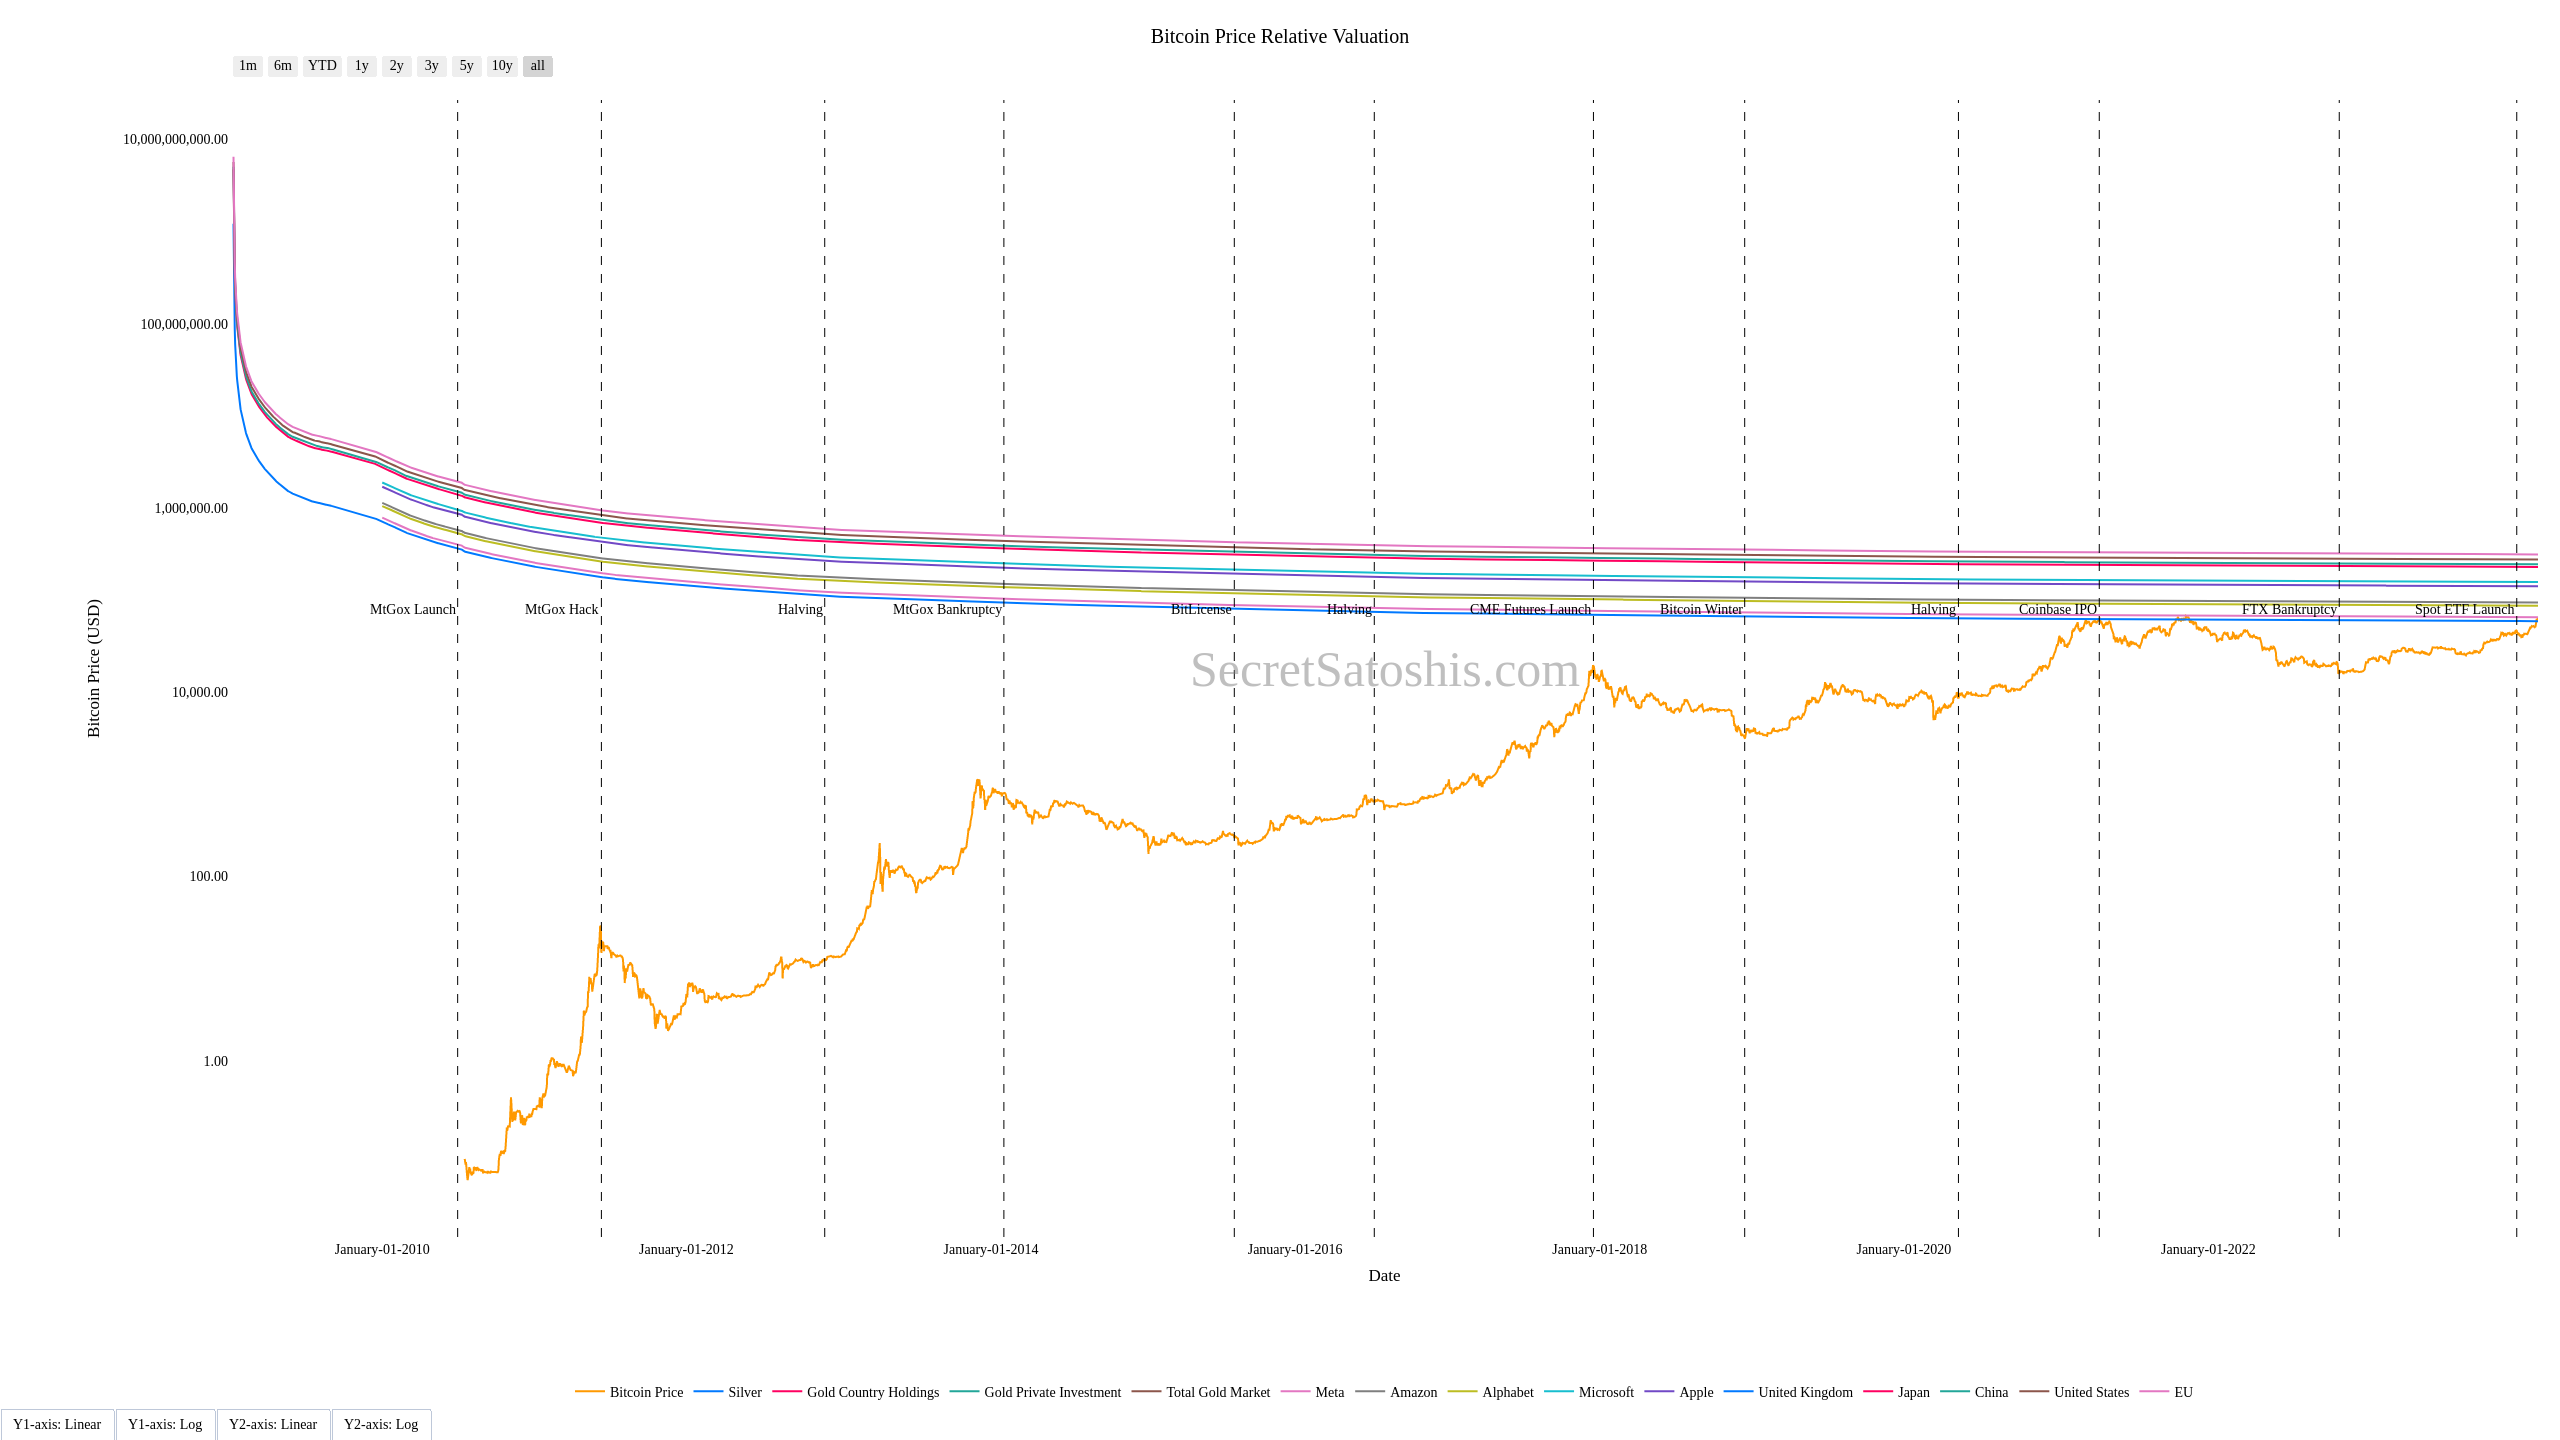 Bitcoin Price Relative Valuation
1m 6m YTD 1y 2y 3y 5y 10y all
10,000,000,000.00
100,000,000.00
1,000,000.00
10,000.00
100.00
1.00
Bitcoin Price (USD)
MtGox Launch MtGox Hack Halving MtGox Bankruptcy BitLicense Halving CME Futures Launch Bitcoin Winter Halving Coinbase IPO FTX Bankruptcy Spot ETF Launch
SecretSatoshis.com
January-01-2010 January-01-2012 January-01-2014 January-01-2016 January-01-2018 January-01-2020 January-01-2022
Date
Bitcoin Price Silver Gold Country Holdings Gold Private Investment Total Gold Market Meta Amazon Alphabet Microsoft Apple United Kingdom Japan China United States EU
Y1-axis: Linear Y1-axis: Log Y2-axis: Linear Y2-axis: Log